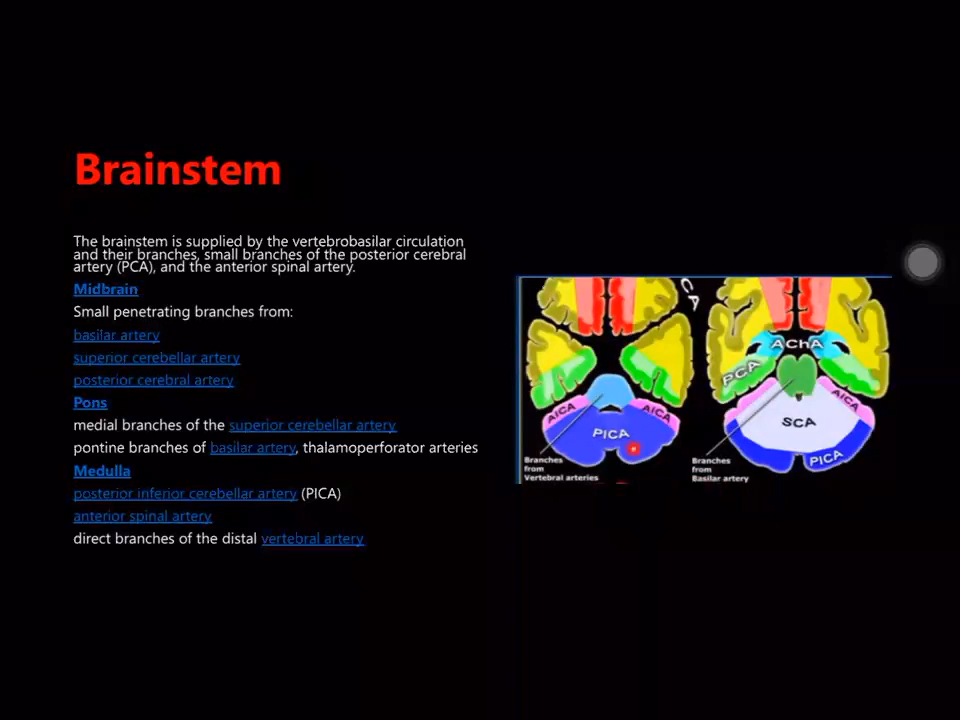 Brainstem
The brainstem is supplied by the vertebrobasilar circulation
and their branches, small branches of the posterior cerebral
artery (PCA), and the anterior spinal artery.
Midbrain
Small penetrating branches from:
basilar artery
superior cerebellar artery
posterior cerebral artery
Pons
medial branches of the superior cerebellar artery
pontine branches of basilar artery, thalamoperforator arteries
Medulla
posterior inferior cerebellar artery (PICA)
anterior spinal artery
direct branches of the distal vertebral artery
CA
AICA
AICA
PICA
Branches
from
Vertebral arteries
AChA
PCA
AICA
SCA
PICA
Branches
from
Basilar artery